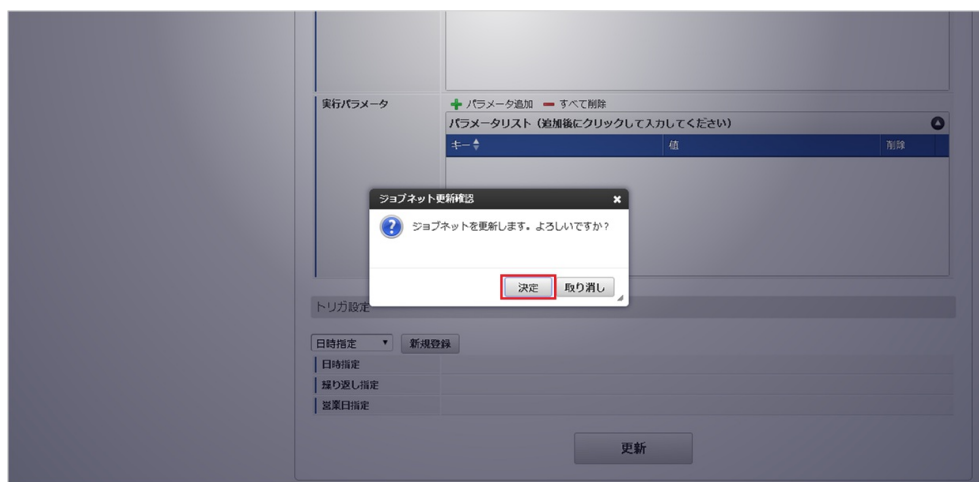 実行パラメータ
パラメータ追加 すべて削除
パラメータリスト（追加後にクリックして入力してください）
キー 値 削除
ジョブネット更新確認
ジョブネットを更新します。よろしいですか？
決定 取り消し
トリガ設定
日時指定 新規登録
日時指定
繰り返し指定
営業日指定
更新